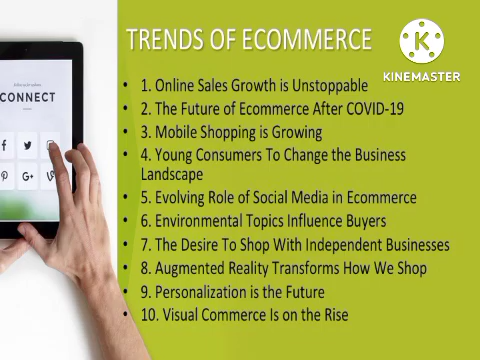 TRENDS OF ECOMMERCE
K
KINEMASTER
CONNECT
• 1. Online Sales Growth is Unstoppable
• 2. The Future of Ecommerce After COVID-19
• 3. Mobile Shopping is Growing
• 4. Young Consumers To Change the Business
Landscape
• 5. Evolving Role of Social Media in Ecommerce
• 6. Environmental Topics Influence Buyers
• 7. The Desire To Shop With Independent Businesses
• 8. Augmented Reality Transforms How We Shop
• 9. Personalization is the Future
• 10. Visual Commerce Is on the Rise